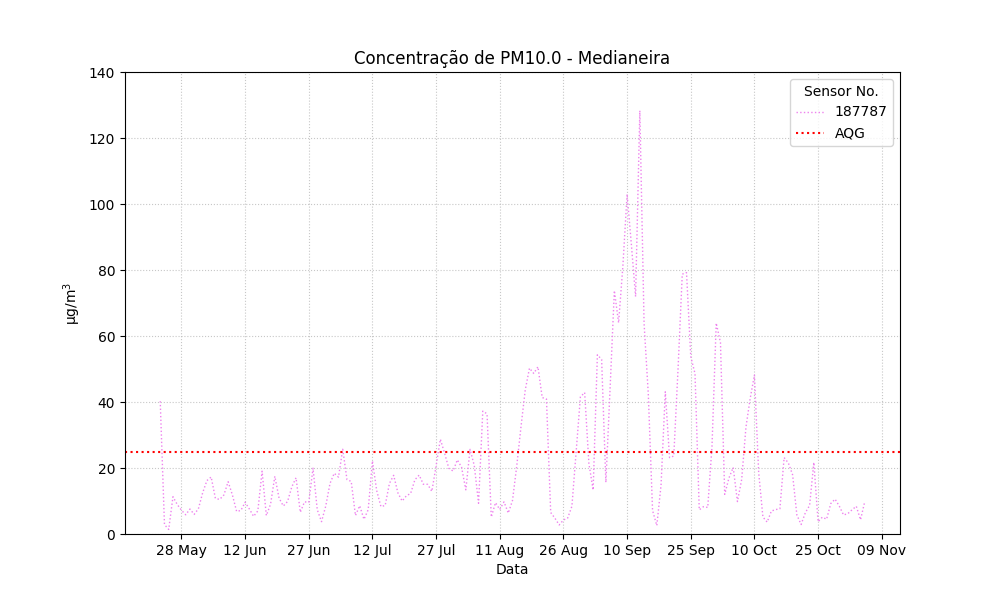 Concentração de PM10.0 - Medianeira
Sensor No.
187787
AQG
140
120
100
80
60
40
20
0
µg/m³
28 May 12 Jun 27 Jun 12 Jul 27 Jul 11 Aug 26 Aug 10 Sep 25 Sep 10 Oct 25 Oct 09 Nov
Data